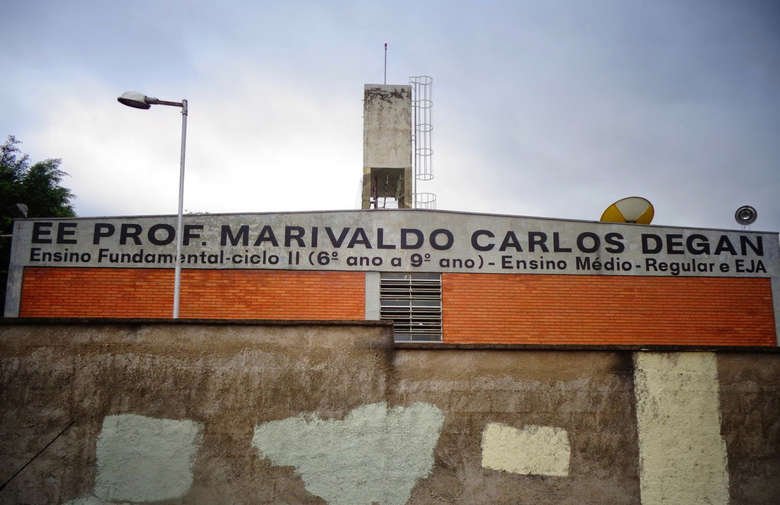 EE PROF. MARIVALDO CARLOS DEGAN
Ensino Fundamental-ciclo II (6º ano a 9º ano) - Ensino Médio - Regular e EJA